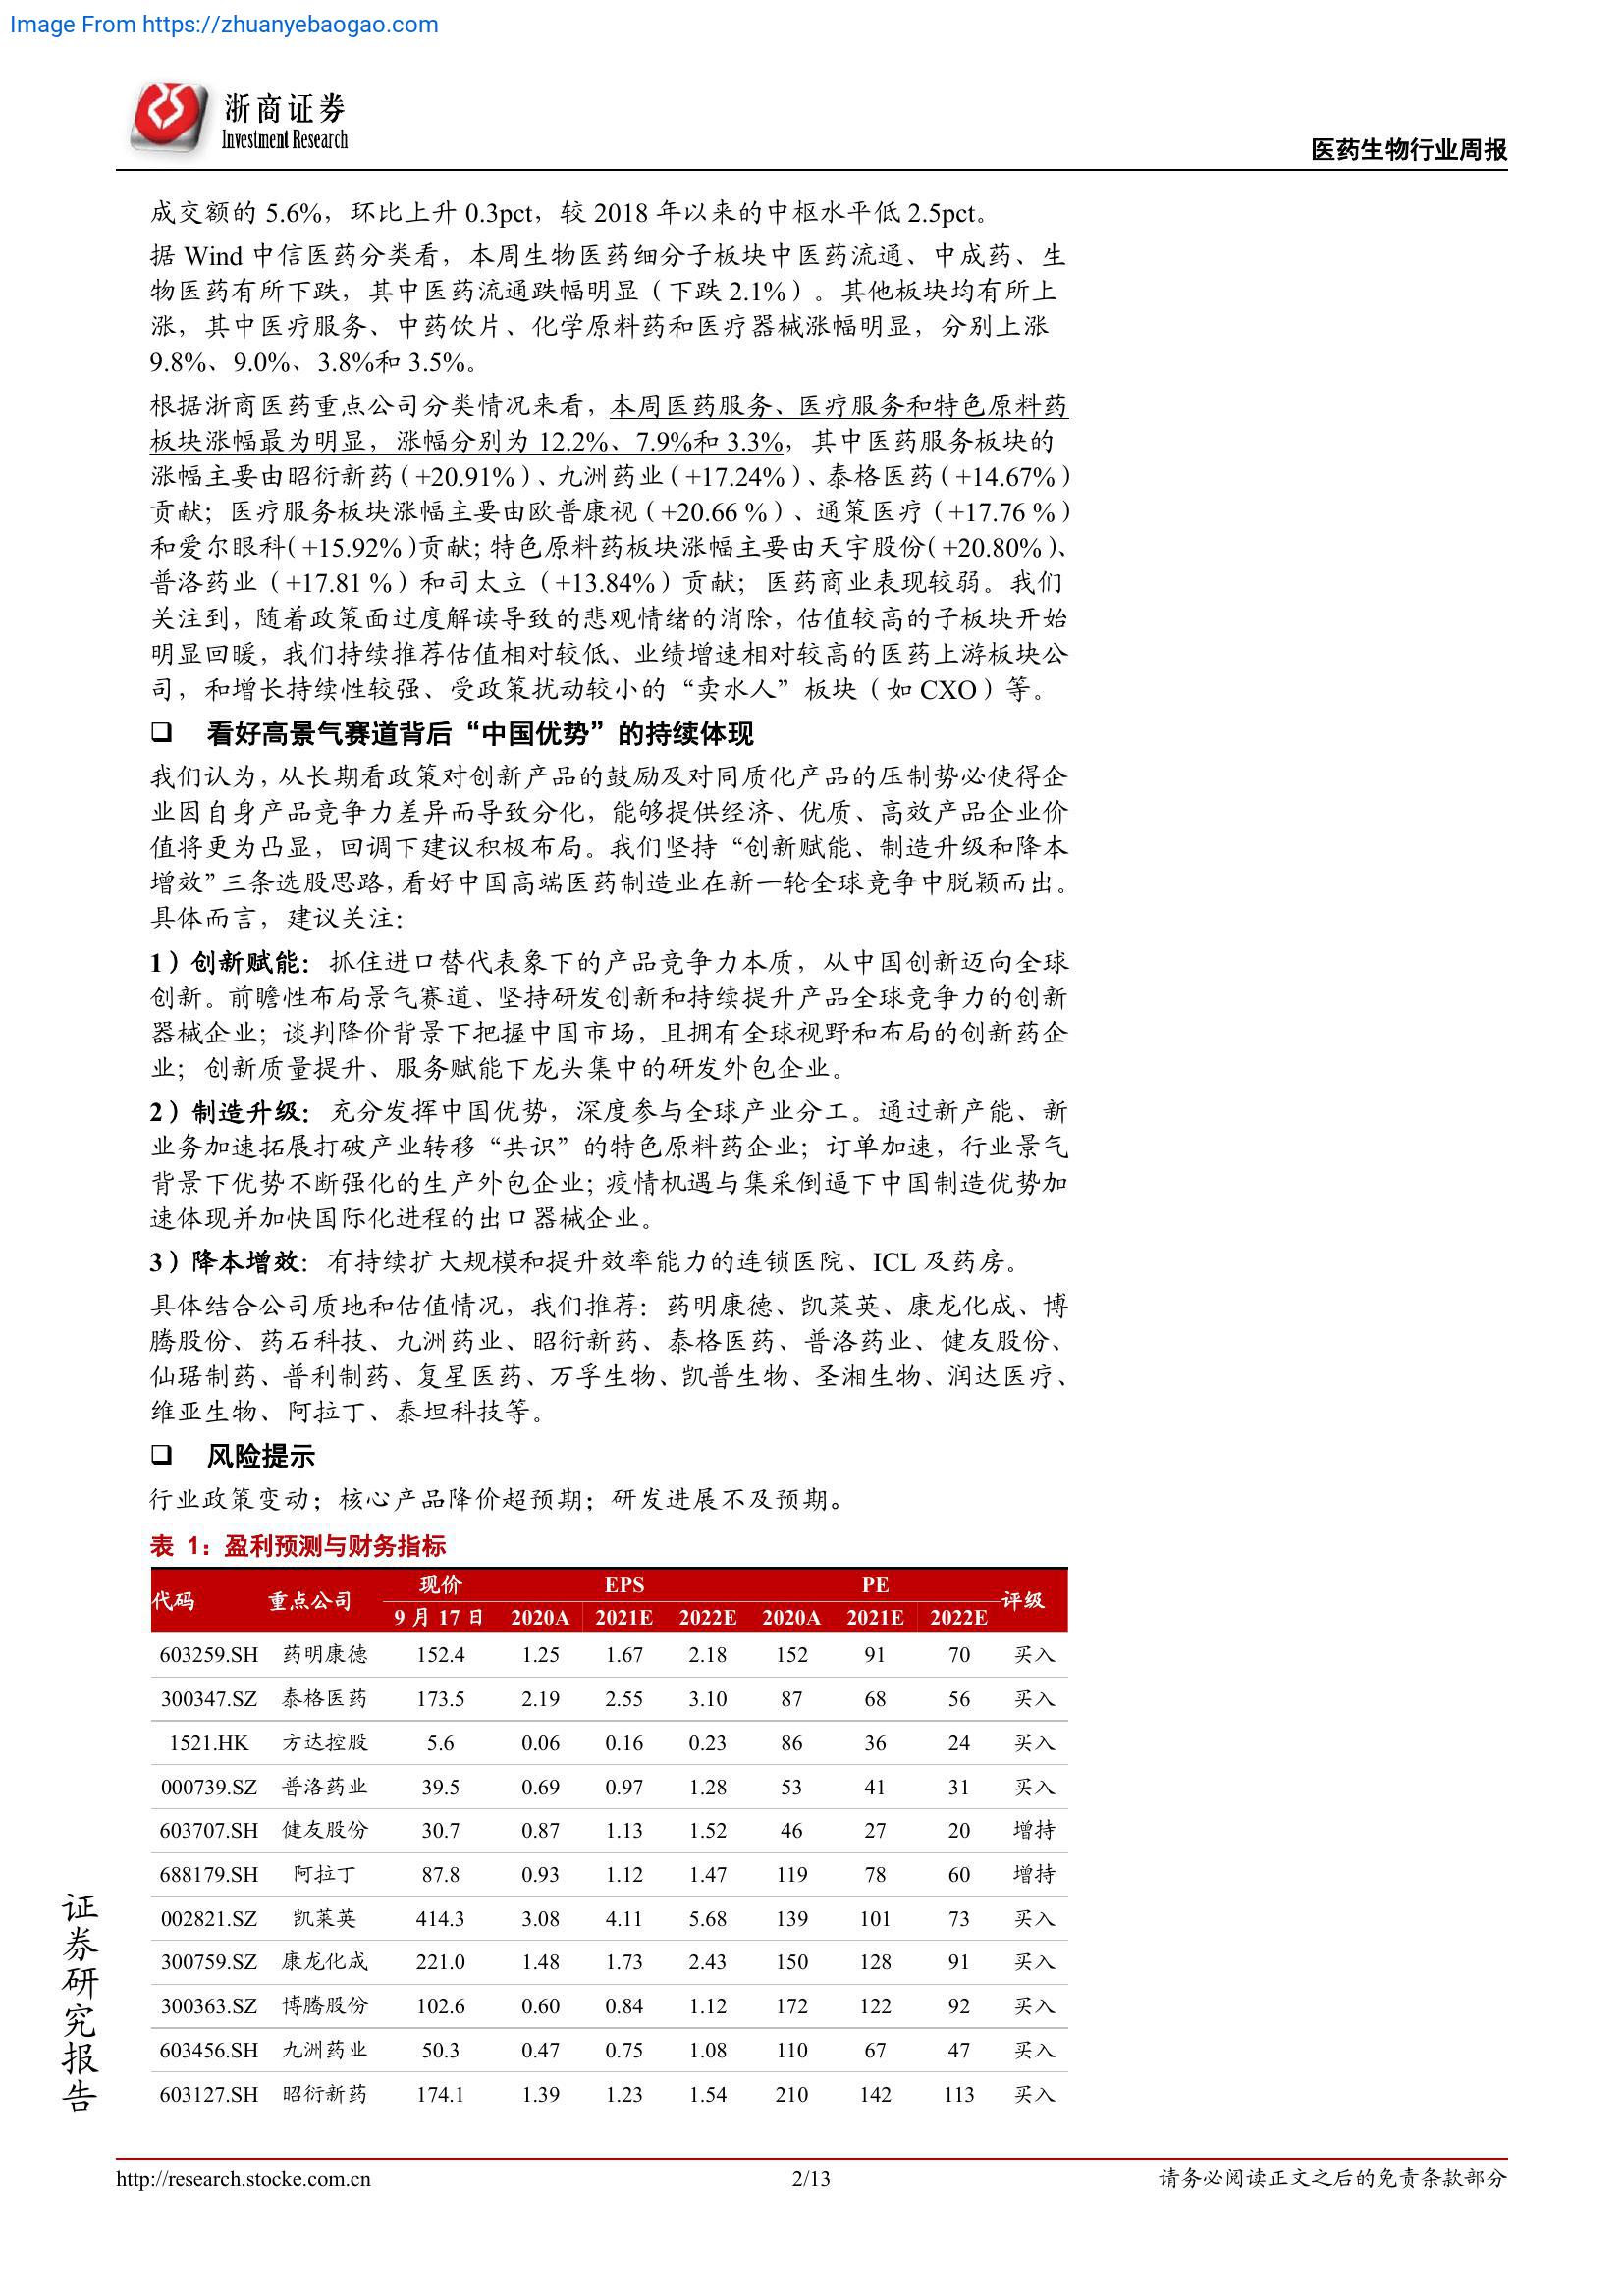 Image From https://zhuanyebaogao.com
浙商证券
Investment Research
医药生物行业周报
成交额的 5.6%，环比上升 0.3pct，较 2018 年以来的中枢水平低 2.5pct。
据 Wind 中信医药分类看，本周生物医药细分子板块中医药流通、中成药、生
物医药有所下跌，其中医药流通跌幅明显（下跌 2.1%）。其他板块均有所上
涨，其中医疗服务、中药饮片、化学原料药和医疗器械涨幅明显，分别上涨
9.8%、9.0%、3.8%和 3.5%。
根据浙商医药重点公司分类情况来看，本周医药服务、医疗服务和特色原料药
板块涨幅最为明显，涨幅分别为 12.2%、7.9%和 3.3%，其中医药服务板块的
涨幅主要由昭衍新药（+20.91%）、九洲药业（+17.24%）、泰格医药（+14.67%）
贡献；医疗服务板块涨幅主要由欧普康视（+20.66 %）、通策医疗（+17.76 %）
和爱尔眼科（+15.92%）贡献；特色原料药板块涨幅主要由天宇股份（+20.80%）、
普洛药业（+17.81 %）和司太立（+13.84%）贡献；医药商业表现较弱。我们
关注到，随着政策面过度解读导致的悲观情绪的消除，估值较高的子板块开始
明显回暖，我们持续推荐估值相对较低、业绩增速相对较高的医药上游板块公
司，和增长持续性较强、受政策扰动较小的“卖水人”板块（如 CXO）等。
❑ 看好高景气赛道背后“中国优势”的持续体现
我们认为，从长期看政策对创新产品的鼓励及对同质化产品的压制势必使得企
业因自身产品竞争力差异而导致分化，能够提供经济、优质、高效产品企业价
值将更为凸显，回调下建议积极布局。我们坚持“创新赋能、制造升级和降本
增效”三条选股思路，看好中国高端医药制造业在新一轮全球竞争中脱颖而出。
具体而言，建议关注：
1）创新赋能：抓住进口替代表象下的产品竞争力本质，从中国创新迈向全球
创新。前瞻性布局景气赛道、坚持研发创新和持续提升产品全球竞争力的创新
器械企业；谈判降价背景下把握中国市场，且拥有全球视野和布局的创新药企
业；创新质量提升、服务赋能下龙头集中的研发外包企业。
2）制造升级：充分发挥中国优势，深度参与全球产业分工。通过新产能、新
业务加速拓展打破产业转移“共识”的特色原料药企业；订单加速，行业景气
背景下优势不断强化的生产外包企业；疫情机遇与集采倒逼下中国制造优势加
速体现并加快国际化进程的出口器械企业。
3）降本增效：有持续扩大规模和提升效率能力的连锁医院、ICL 及药房。
具体结合公司质地和估值情况，我们推荐：药明康德、凯莱英、康龙化成、博
腾股份、药石科技、九洲药业、昭衍新药、泰格医药、普洛药业、健友股份、
仙琚制药、普利制药、复星医药、万孚生物、凯普生物、圣湘生物、润达医疗、
维亚生物、阿拉丁、泰坦科技等。
❑ 风险提示
行业政策变动；核心产品降价超预期；研发进展不及预期。
表 1：盈利预测与财务指标
代码 重点公司 现价 EPS PE 评级
9 月 17 日 2020A 2021E 2022E 2020A 2021E 2022E
603259.SH 药明康德 152.4 1.25 1.67 2.18 152 91 70 买入
300347.SZ 泰格医药 173.5 2.19 2.55 3.10 87 68 56 买入
1521.HK 方达控股 5.6 0.06 0.16 0.23 86 36 24 买入
000739.SZ 普洛药业 39.5 0.69 0.97 1.28 53 41 31 买入
603707.SH 健友股份 30.7 0.87 1.13 1.52 46 27 20 增持
688179.SH 阿拉丁 87.8 0.93 1.12 1.47 119 78 60 增持
002821.SZ 凯莱英 414.3 3.08 4.11 5.68 139 101 73 买入
300759.SZ 康龙化成 221.0 1.48 1.73 2.43 150 128 91 买入
300363.SZ 博腾股份 102.6 0.60 0.84 1.12 172 122 92 买入
603456.SH 九洲药业 50.3 0.47 0.75 1.08 110 67 47 买入
603127.SH 昭衍新药 174.1 1.39 1.23 1.54 210 142 113 买入
证券研究报告
http://research.stocke.com.cn
2/13
请务必阅读正文之后的免责条款部分